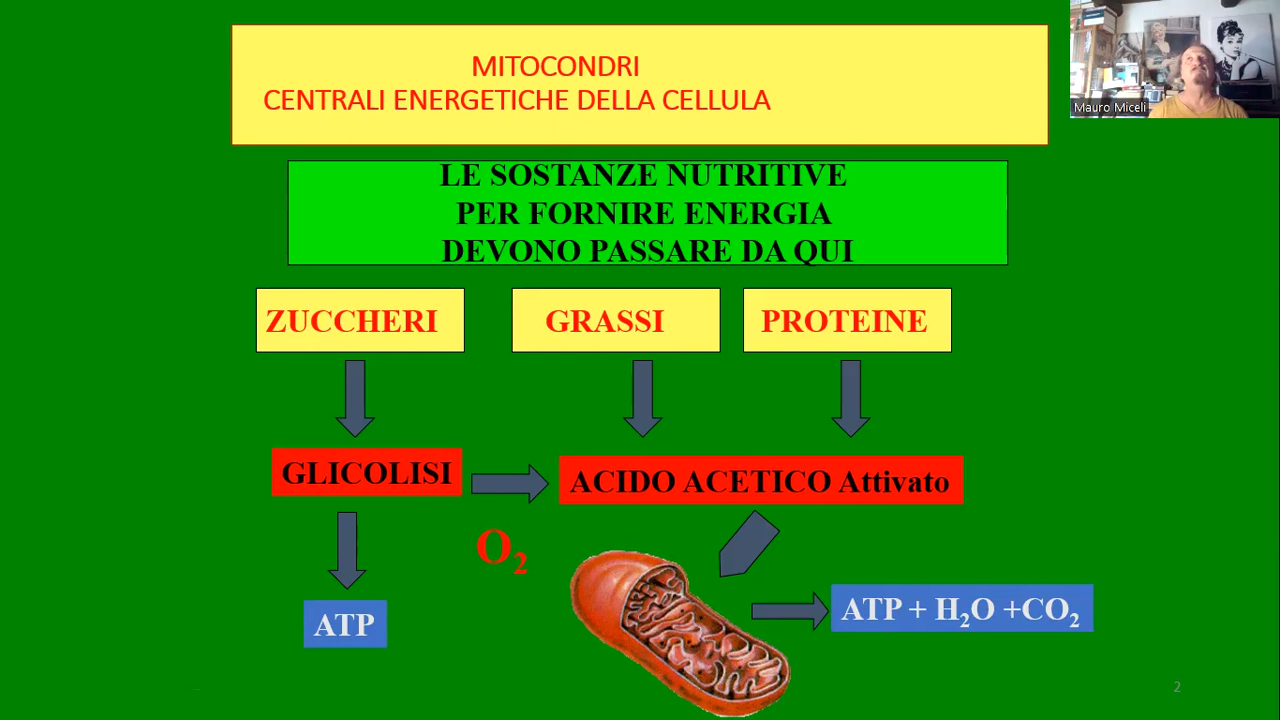 MITOCONDRI
CENTRALI ENERGETICHE DELLA CELLULA
Mauro Miceli
LE SOSTANZE NUTRITIVE
PER FORNIRE ENERGIA
DEVONO PASSARE DA QUI
ZUCCHERI
GRASSI
PROTEINE
GLICOLISI
ACIDO ACETICO Attivato
O₂
ATP
ATP + H₂O +CO₂
2